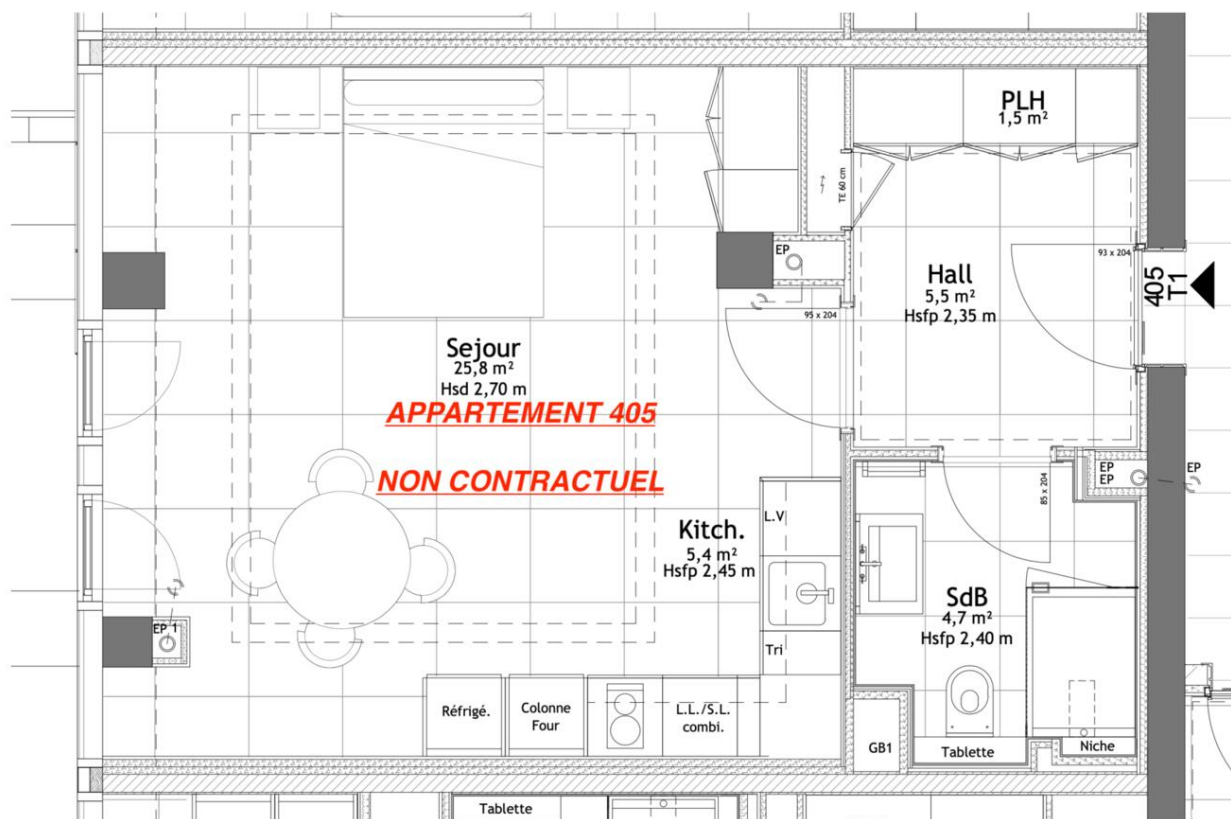 PLH
1,5 m²
TE 60 cm
EP
93 x 204
405
T1
Hall
5,5 m²
Hsfp 2,35 m
95 x 204
Sejour
25,8 m²
Hsd 2,70 m
APPARTEMENT 405
NON CONTRACTUEL
EP
EP
EP
85 x 204
L.V
Kitch.
5,4 m²
Hsfp 2,45 m
SdB
4,7 m²
Hsfp 2,40 m
EP 1
Tri
Réfrigé.
Colonne
Four
L.L./S.L.
combi.
GB1
Tablette
Niche
Tablette